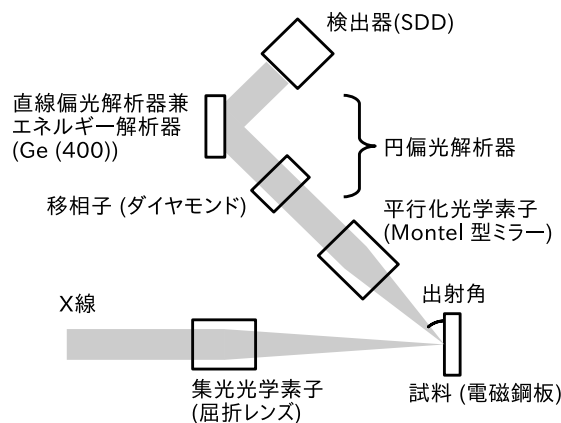 検出器(SDD)
直線偏光解析器兼
エネルギー解析器
(Ge (400))
円偏光解析器
移相子 (ダイヤモンド)
平行化光学素子
(Montel 型ミラー)
出射角
X線
集光光学素子
(屈折レンズ)
試料 (電磁鋼板)